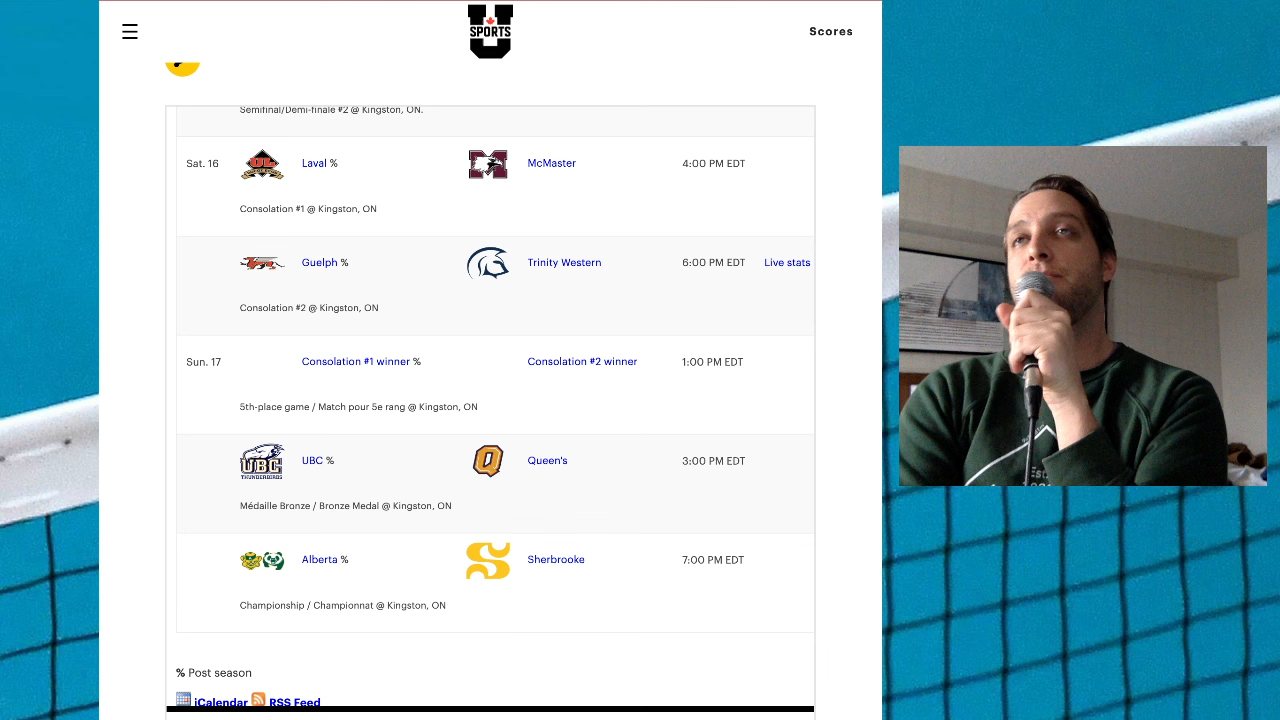 ☰
SPORTS
Scores
Semifinal/Demi-finale #2 @ Kingston, ON.
Sat. 16 Laval % McMaster 4:00 PM EDT
Consolation #1 @ Kingston, ON
Guelph % Trinity Western 6:00 PM EDT Live stats
Consolation #2 @ Kingston, ON
Sun. 17 Consolation #1 winner % Consolation #2 winner 1:00 PM EDT
5th-place game / Match pour 5e rang @ Kingston, ON
UBC THUNDERBIRDS UBC % Q Queen's 3:00 PM EDT
Médaille Bronze / Bronze Medal @ Kingston, ON
Alberta % S Sherbrooke 7:00 PM EDT
Championship / Championnat @ Kingston, ON
% Post season
iCalendar RSS Feed
Est.